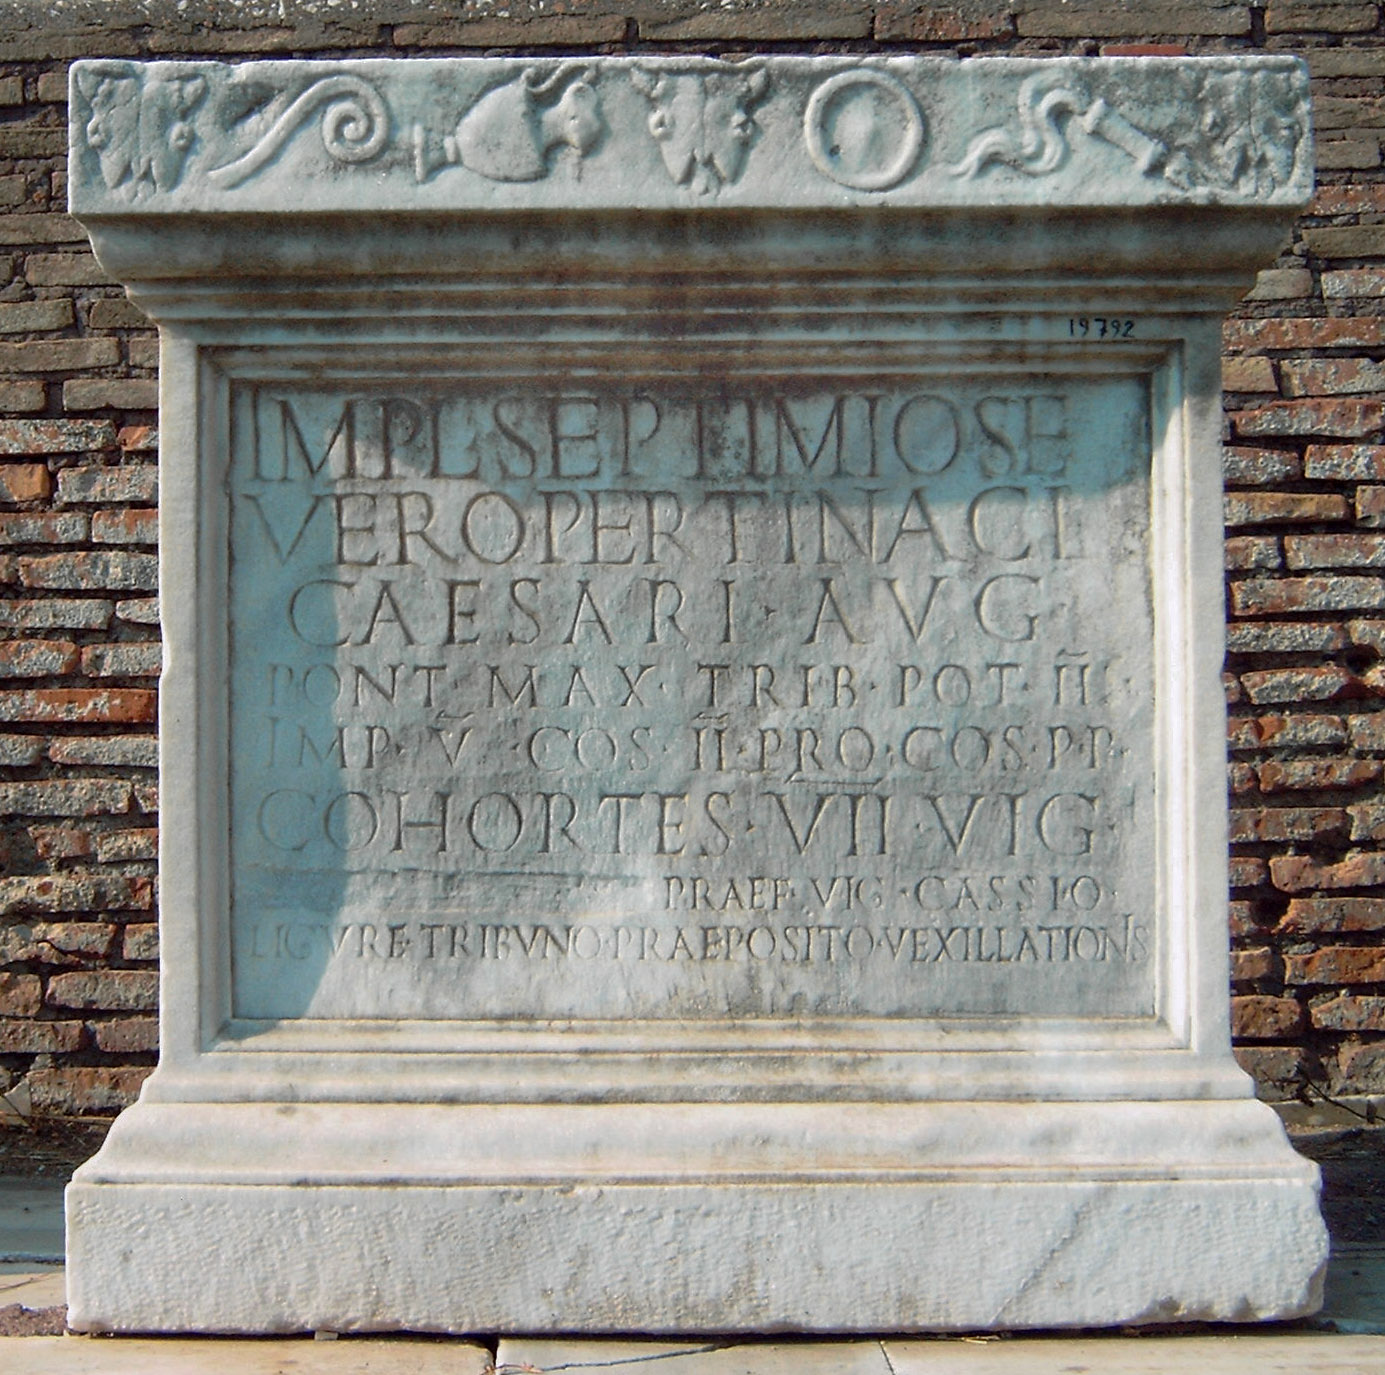 19792
IMP L SEPTIMIO SE
VERO PERTINACI
CAESARI · AVG
PONT MAX · TRIB · POT · III
IMP · V · COS · II PRO COS · P · P ·
COHORTES · VII · VIG
PRAEF · VIG · CASSIO ·
LIGVRE · TRIBVNO · PRAEPOSITO · VEXILLATIONIS